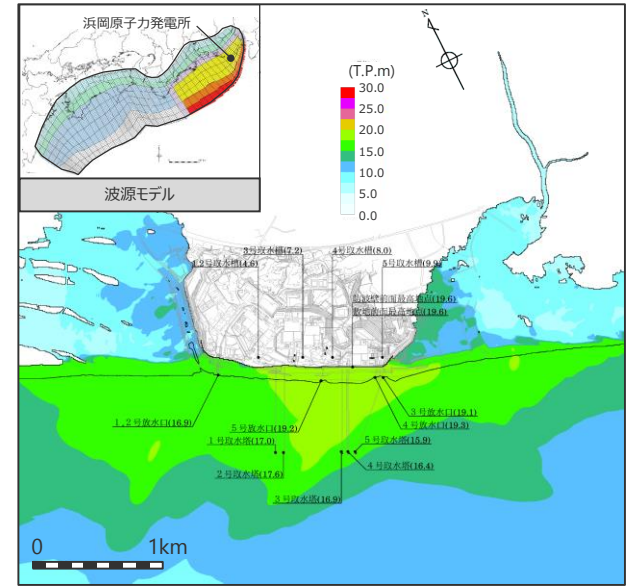 浜岡原子力発電所
波源モデル
N
(T.P.m)
30.0
25.0
20.0
15.0
10.0
5.0
0.0
3号取水槽(7.2)
4号取水槽(8.0)
1,2号取水槽(4.6)
5号取水槽(9.9)
防波壁前面最高地点(19.6)
敷地前面最高地点(19.6)
1,2号放水口(16.9)
5号放水口(19.2)
3号放水口(19.1)
4号放水口(19.3)
1号取水塔(17.0)
5号取水塔(15.9)
2号取水塔(17.6)
4号取水塔(16.4)
3号取水塔(16.9)
0
1km